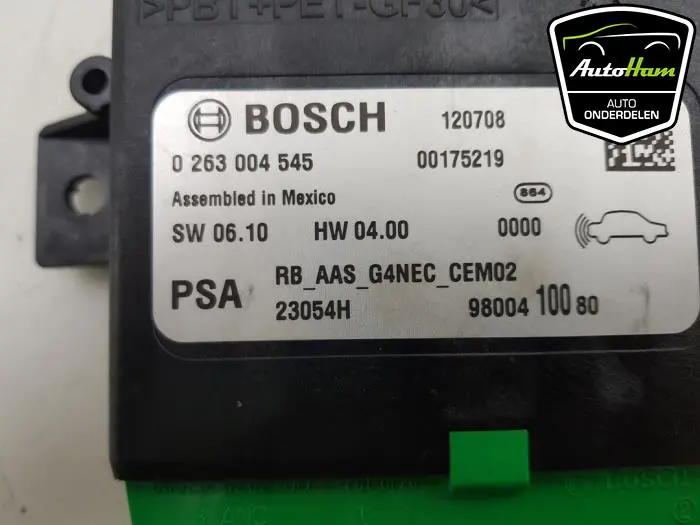 >PBT+PET-GF30<
AutoHam
AUTO
ONDERDELEN
BOSCH 120708
0 263 004 545 00175219
Assembled in Mexico 864
SW 06.10 HW 04.00 0000
PSA RB_AAS_G4NEC_CEM02
23054H 98004 100 80
BOSCH